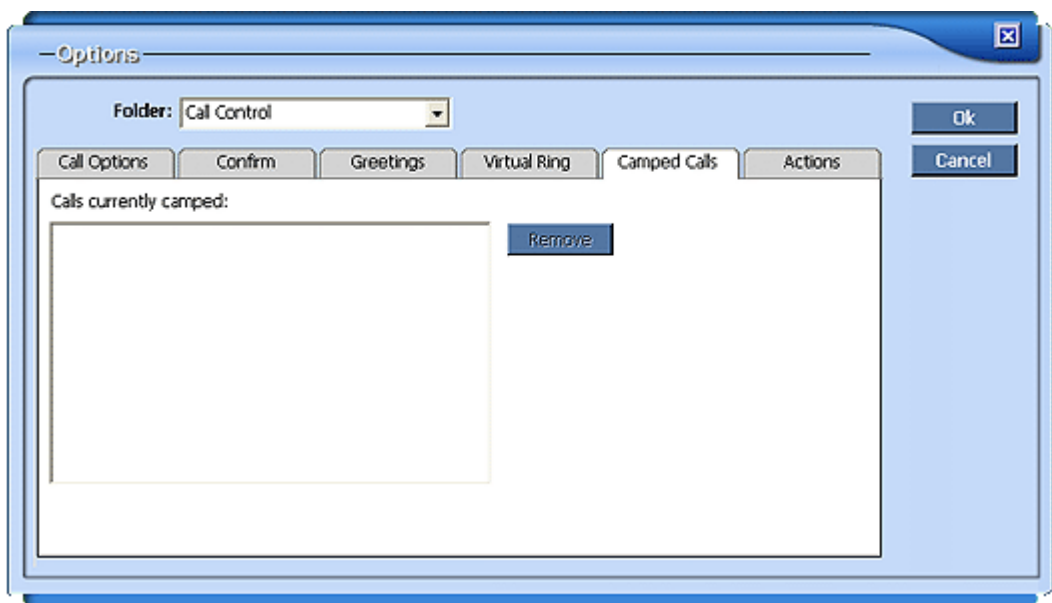 Options
Folder: Call Control
Ok
Call Options Confirm Greetings Virtual Ring Camped Calls Actions
Cancel
Calls currently camped:
Remove